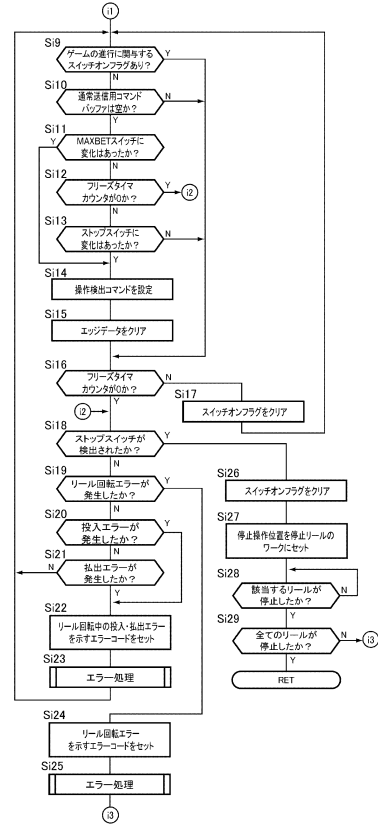 i1
Si9
ゲームの進行に関与する
スイッチオンフラグあり？
Y
N
Si10
通常送信用コマンド
バッファは空か？
N
Y
Si11
MAXBETスイッチに
変化はあったか？
Y
N
Si12
フリーズタイマ
カウンタが0か？
Y
i2
N
Si13
ストップスイッチに
変化はあったか？
N
Y
Si14
操作検出コマンドを設定
Si15
エッジデータをクリア
Si16
フリーズタイマ
カウンタが0か？
N
Si17
スイッチオンフラグをクリア
Y
i2
Si18
ストップスイッチが
検出されたか？
Y
N
Si19
リール回転エラーが
発生したか？
Y
N
Si20
投入エラーが
発生したか？
Y
N
Si21
払出エラーが
発生したか？
N
Y
Si22
リール回転中の投入・払出エラー
を示すエラーコードをセット
Si23
エラー処理
Si24
リール回転エラー
を示すエラーコードをセット
Si25
エラー処理
i3
Si26
スイッチオンフラグをクリア
Si27
停止操作位置を停止リールの
ワークにセット
Si28
該当するリールが
停止したか？
N
Y
Si29
全てのリールが
停止したか？
N
i3
Y
RET